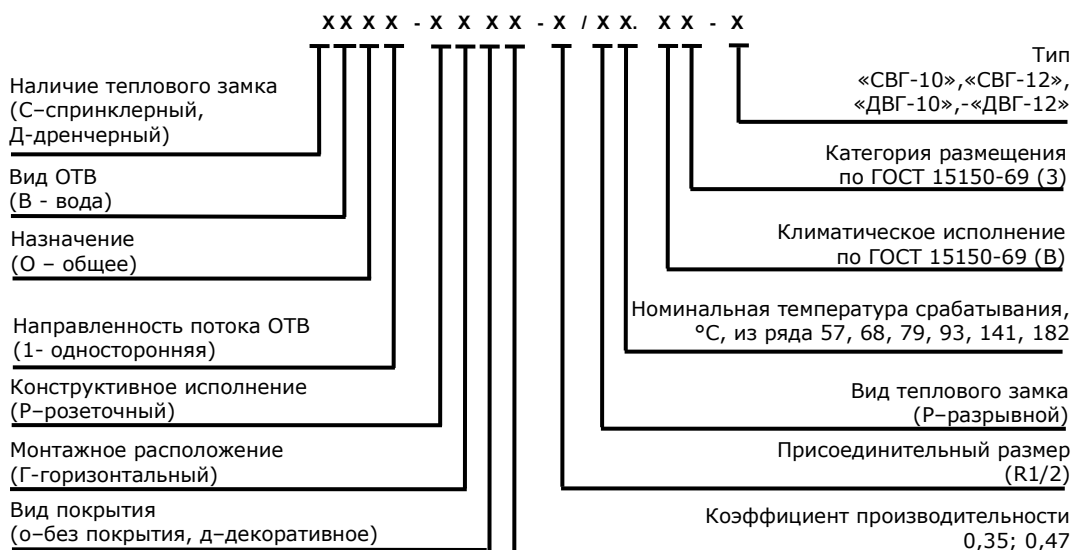 X X X X - X X X X - X / X X. X X - X
Наличие теплового замка
(С–спринклерный,
Д-дренчерный)
Вид ОТВ
(В - вода)
Назначение
(О – общее)
Направленность потока ОТВ
(1- односторонняя)
Конструктивное исполнение
(Р–розеточный)
Монтажное расположение
(Г-горизонтальный)
Вид покрытия
(о–без покрытия, д–декоративное)
Тип
«СВГ-10»,«СВГ-12»,
«ДВГ-10»,-«ДВГ-12»
Категория размещения
по ГОСТ 15150-69 (3)
Климатическое исполнение
по ГОСТ 15150-69 (В)
Номинальная температура срабатывания,
°С, из ряда 57, 68, 79, 93, 141, 182
Вид теплового замка
(Р–разрывной)
Присоединительный размер
(R1/2)
Коэффициент производительности
0,35; 0,47